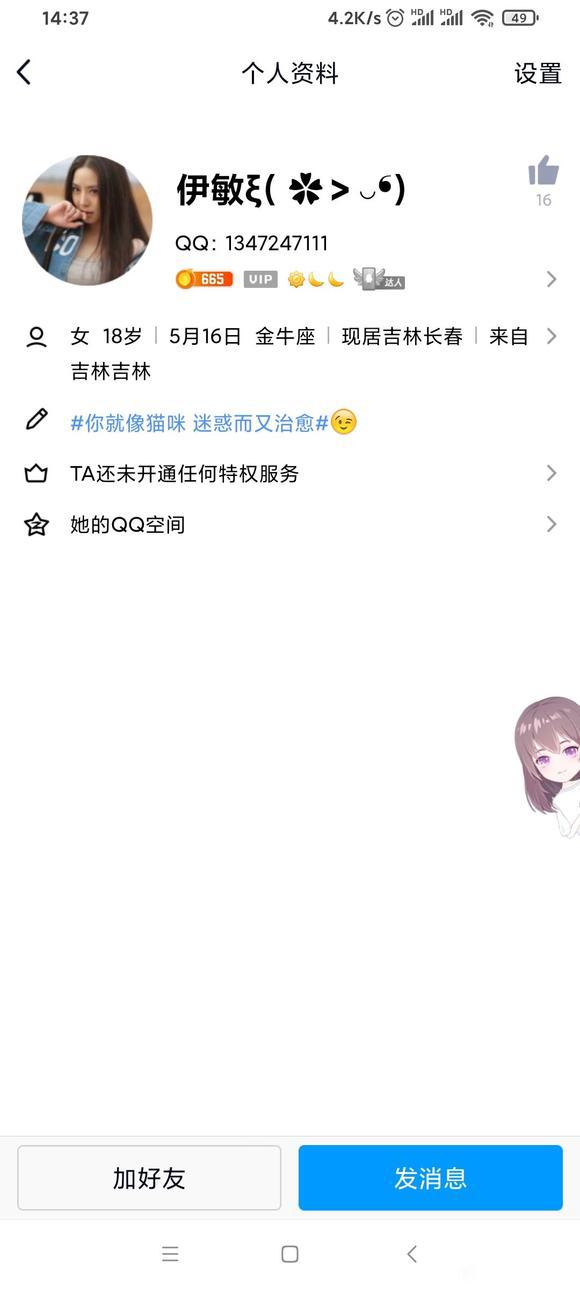 14:37 4.2K/s HD HD 49
个人资料 设置
伊敏ξ( ✿ > ◡❛)
16
QQ: 1347247111
665 VIP 达人
女 18岁 | 5月16日 金牛座 | 现居吉林长春 | 来自
吉林吉林
#你就像猫咪 迷惑而又治愈#😉
TA还未开通任何特权服务
她的QQ空间
加好友 发消息